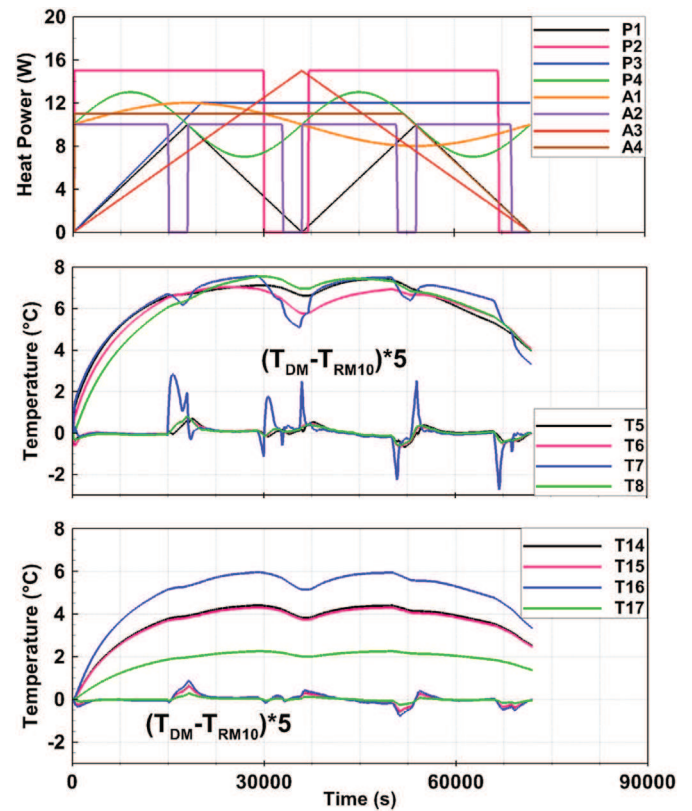 20
16
12
8
4
0
Heat Power (W)
P1
P2
P3
P4
A1
A2
A3
A4
8
6
4
2
0
-2
Temperature (°C)
(T_DM-T_RM10)*5
T5
T6
T7
T8
8
6
4
2
0
-2
Temperature (°C)
(T_DM-T_RM10)*5
T14
T15
T16
T17
0 30000 60000 90000
Time (s)